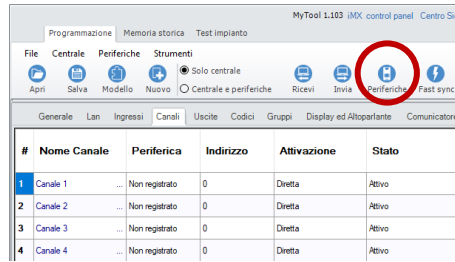 MyTool 1.103 iMX control panel Centro Si
Programmazione Memoria storica Test impianto
File Centrale Periferiche Strumenti
Solo centrale
Centrale e periferiche
Apri Salva Modello Nuovo Ricevi Invia Periferiche Fast sync
Generale Lan Ingressi Canali Uscite Codici Gruppi Display ed Altoparlante Comunicatore
# Nome Canale Periferica Indirizzo Attivazione Stato
1 Canale 1 ... Non registrato 0 Diretta Attivo
2 Canale 2 ... Non registrato 0 Diretta Attivo
3 Canale 3 ... Non registrato 0 Diretta Attivo
4 Canale 4 ... Non registrato 0 Diretta Attivo